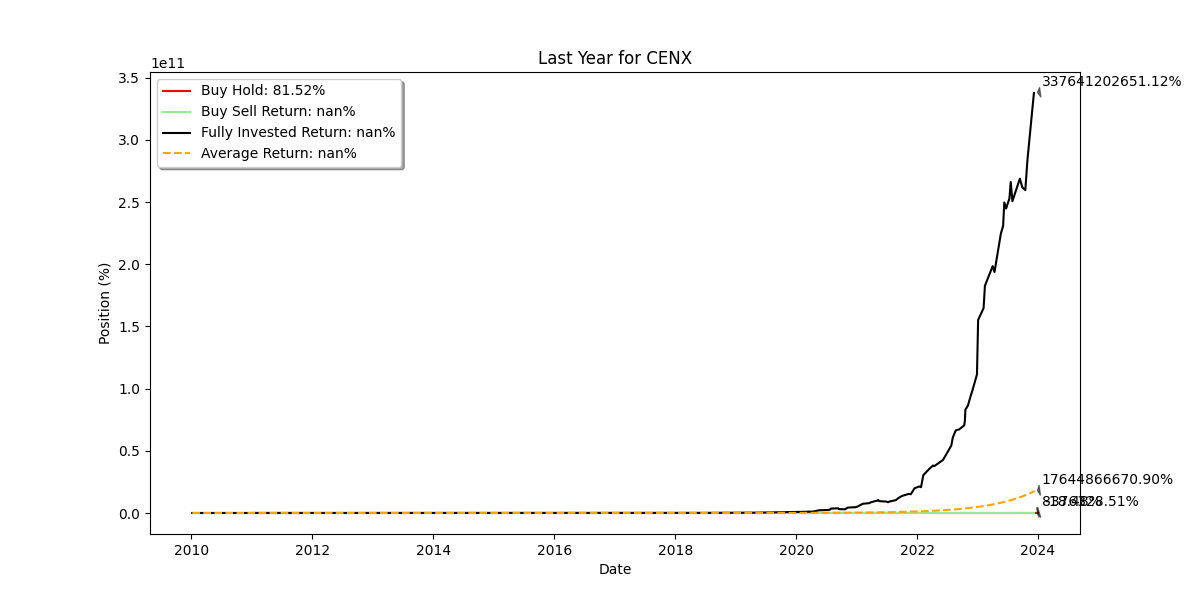 Last Year for CENX
1e11
3.5
3.0
2.5
2.0
1.5
1.0
0.5
0.0
Position (%)
Buy Hold: 81.52%
Buy Sell Return: nan%
Fully Invested Return: nan%
Average Return: nan%
337641202651.12%
17644866670.90%
2010
2012
2014
2016
2018
2020
2022
2024
Date